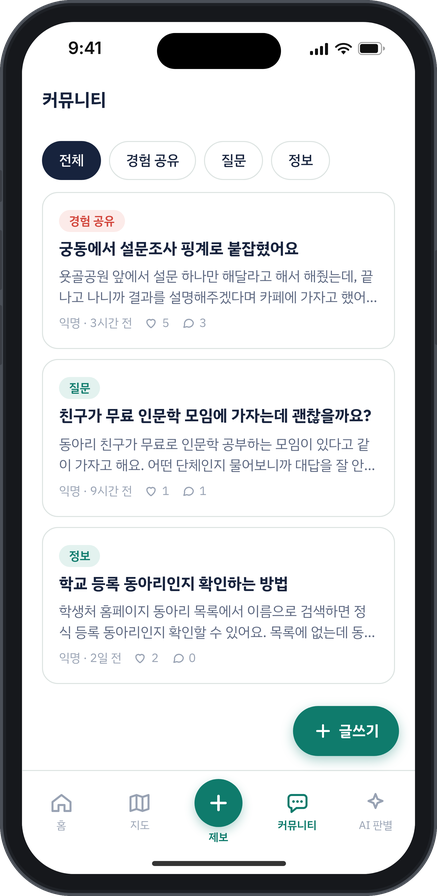 9:41
커뮤니티
전체 경험 공유 질문 정보
경험 공유
궁동에서 설문조사 핑계로 붙잡혔어요
욧골공원 앞에서 설문 하나만 해달라고 해서 해줬는데, 끝
나고 나니까 결과를 설명해주겠다며 카페에 가자고 했어...
익명 · 3시간 전 5 3
질문
친구가 무료 인문학 모임에 가자는데 괜찮을까요?
동아리 친구가 무료로 인문학 공부하는 모임이 있다고 같
이 가자고 해요. 어떤 단체인지 물어보니까 대답을 잘 안...
익명 · 9시간 전 1 1
정보
학교 등록 동아리인지 확인하는 방법
학생처 홈페이지 동아리 목록에서 이름으로 검색하면 정
식 등록 동아리인지 확인할 수 있어요. 목록에 없는데 동...
익명 · 2일 전 2 0
+ 글쓰기
홈 지도 제보 커뮤니티 AI 판별